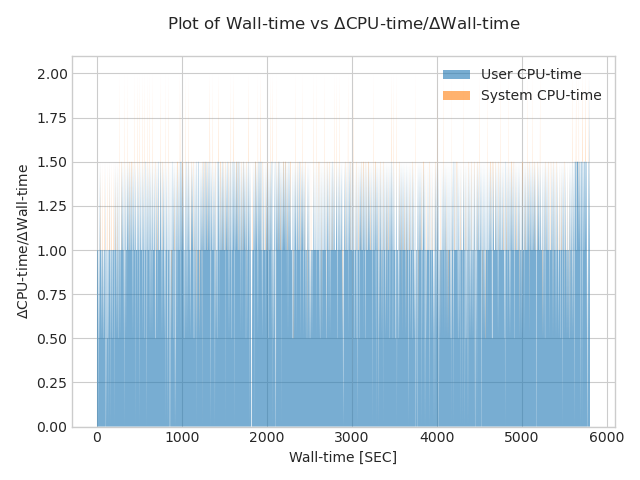 Plot of Wall-time vs ΔCPU-time/ΔWall-time
User CPU-time
System CPU-time
ΔCPU-time/ΔWall-time
2.00
1.75
1.50
1.25
1.00
0.75
0.50
0.25
0.00
0 1000 2000 3000 4000 5000 6000
Wall-time [SEC]